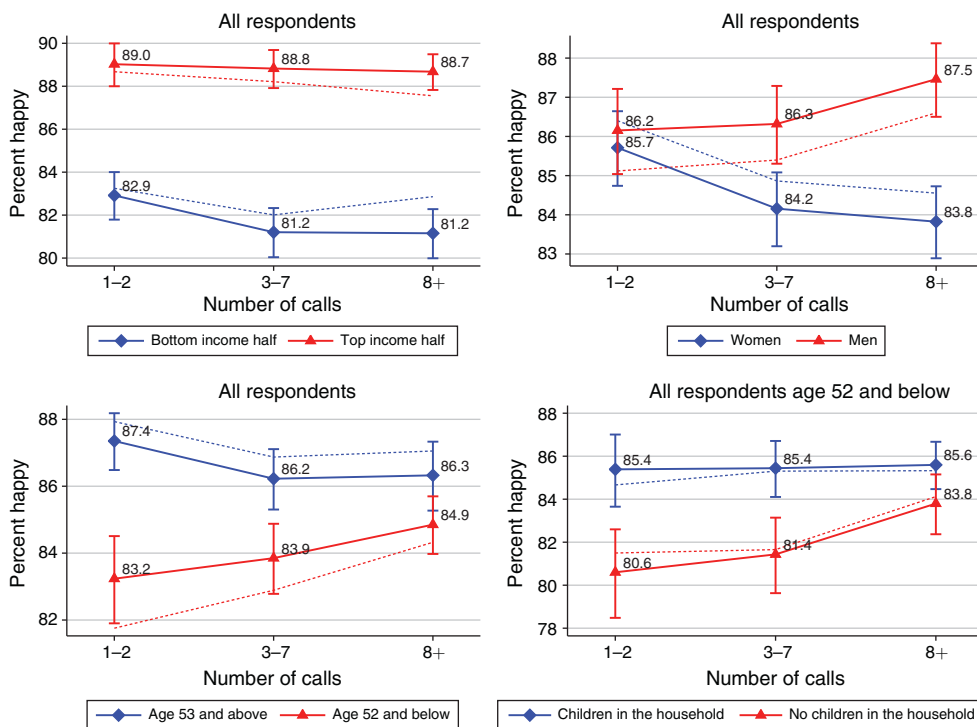 All respondents
Percent happy
90
88
86
84
82
80
89.0
88.8
88.7
82.9
81.2
81.2
1–2
3–7
8+
Number of calls
Bottom income half
Top income half
All respondents
Percent happy
88
87
86
85
84
83
86.2
86.3
87.5
85.7
84.2
83.8
1–2
3–7
8+
Number of calls
Women
Men
All respondents
Percent happy
88
86
84
82
87.4
86.2
86.3
83.2
83.9
84.9
1–2
3–7
8+
Number of calls
Age 53 and above
Age 52 and below
All respondents age 52 and below
Percent happy
88
86
84
82
80
78
85.4
85.4
85.6
80.6
81.4
83.8
1–2
3–7
8+
Number of calls
Children in the household
No children in the household